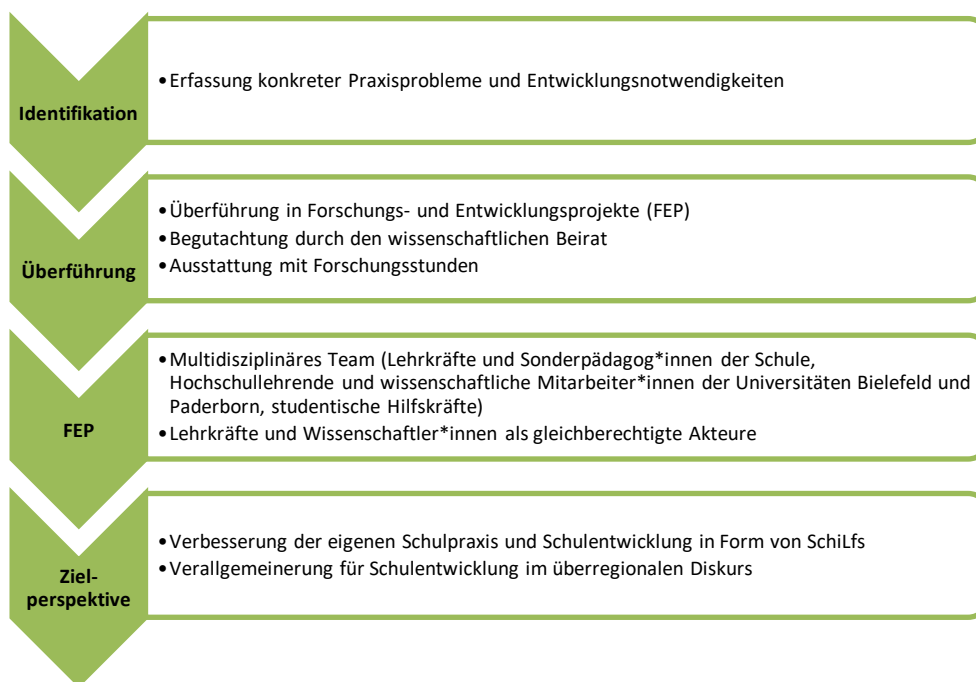 Identifikation
•Erfassung konkreter Praxisprobleme und Entwicklungsnotwendigkeiten
Überführung
•Überführung in Forschungs- und Entwicklungsprojekte (FEP)
•Begutachtung durch den wissenschaftlichen Beirat
•Ausstattung mit Forschungsstunden
FEP
•Multidisziplinäres Team (Lehrkräfte und Sonderpädagog*innen der Schule,
Hochschullehrende und wissenschaftliche Mitarbeiter*innen der Universitäten Bielefeld und
Paderborn, studentische Hilfskräfte)
•Lehrkräfte und Wissenschaftler*innen als gleichberechtigte Akteure
Ziel-
perspektive
•Verbesserung der eigenen Schulpraxis und Schulentwicklung in Form von SchiLfs
•Verallgemeinerung für Schulentwicklung im überregionalen Diskurs